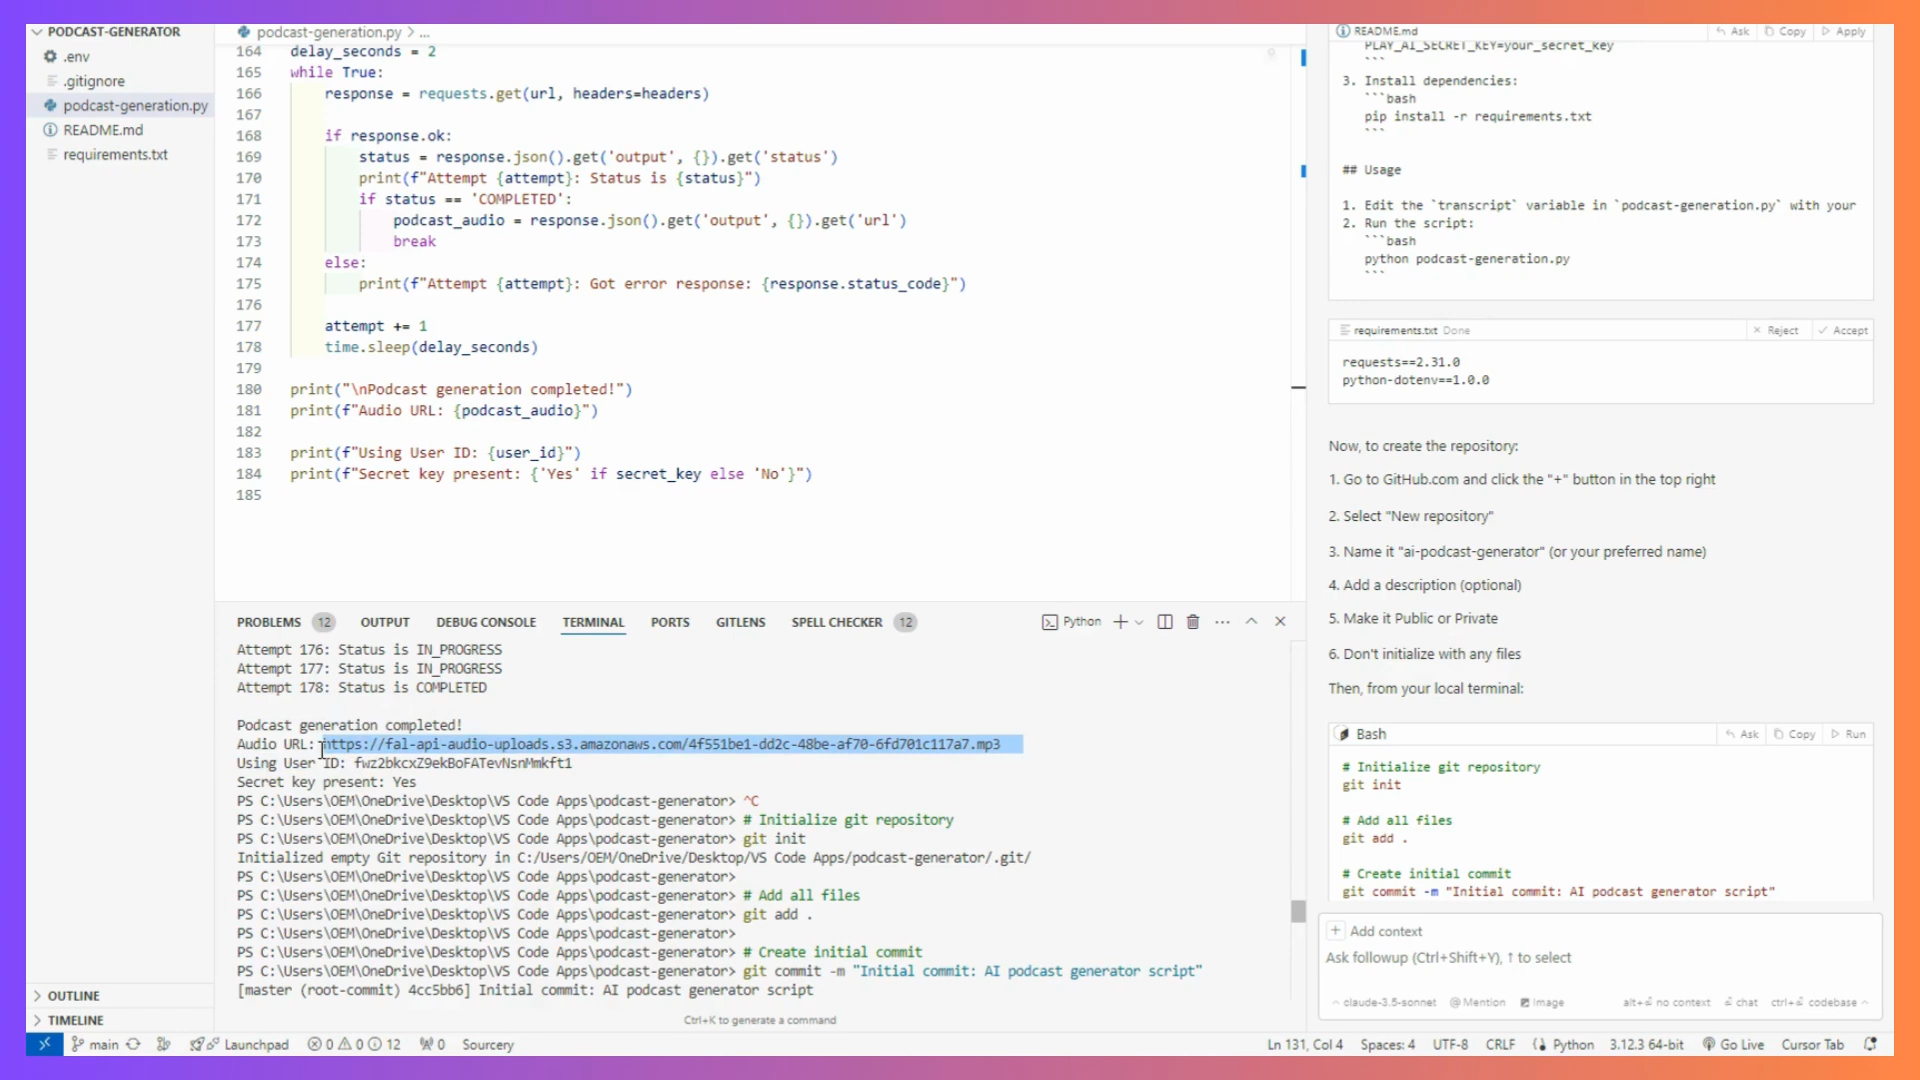 PODCAST-GENERATOR
.env
.gitignore
podcast-generation.py
README.md
requirements.txt
OUTLINE
TIMELINE
podcast-generation.py > ...
164 delay_seconds = 2
165 while True:
166 response = requests.get(url, headers=headers)
167
168 if response.ok:
169 status = response.json().get('output', {}).get('status')
170 print(f"Attempt {attempt}: Status is {status}")
171 if status == 'COMPLETED':
172 podcast_audio = response.json().get('output', {}).get('url')
173 break
174 else:
175 print(f"Attempt {attempt}: Got error response: {response.status_code}")
176
177 attempt += 1
178 time.sleep(delay_seconds)
179
180 print("\nPodcast generation completed!")
181 print(f"Audio URL: {podcast_audio}")
182
183 print(f"Using User ID: {user_id}")
184 print(f"Secret key present: {'Yes' if secret_key else 'No'}")
185
PROBLEMS 12 OUTPUT DEBUG CONSOLE TERMINAL PORTS GITLENS SPELL CHECKER 12 Python
Attempt 176: Status is IN_PROGRESS
Attempt 177: Status is IN_PROGRESS
Attempt 178: Status is COMPLETED
Podcast generation completed!
Audio URL: https://fal-api-audio-uploads.s3.amazonaws.com/4f551be1-dd2c-48be-af70-6fd701c117a7.mp3
Using User ID: fwz2bkcxZ9ekBoFATevNsnMmkft1
Secret key present: Yes
PS C:\Users\OEM\OneDrive\Desktop\VS Code Apps\podcast-generator> ^C
PS C:\Users\OEM\OneDrive\Desktop\VS Code Apps\podcast-generator> # Initialize git repository
PS C:\Users\OEM\OneDrive\Desktop\VS Code Apps\podcast-generator> git init
Initialized empty Git repository in C:/Users/OEM/OneDrive/Desktop/VS Code Apps/podcast-generator/.git/
PS C:\Users\OEM\OneDrive\Desktop\VS Code Apps\podcast-generator>
PS C:\Users\OEM\OneDrive\Desktop\VS Code Apps\podcast-generator> # Add all files
PS C:\Users\OEM\OneDrive\Desktop\VS Code Apps\podcast-generator> git add .
PS C:\Users\OEM\OneDrive\Desktop\VS Code Apps\podcast-generator>
PS C:\Users\OEM\OneDrive\Desktop\VS Code Apps\podcast-generator> # Create initial commit
PS C:\Users\OEM\OneDrive\Desktop\VS Code Apps\podcast-generator> git commit -m "Initial commit: AI podcast generator script"
[master (root-commit) 4cc5bb6] Initial commit: AI podcast generator script
Ctrl+K to generate a command
README.md Ask Copy Apply
PLAY_AI_SECRET_KEY=your_secret_key
```
3. Install dependencies:
```bash
pip install -r requirements.txt
```
## Usage
1. Edit the `transcript` variable in `podcast-generation.py` with your
2. Run the script:
```bash
python podcast-generation.py
```
requirements.txt Done Reject Accept
requests==2.31.0
python-dotenv==1.0.0
Now, to create the repository:
1. Go to GitHub.com and click the "+" button in the top right
2. Select "New repository"
3. Name it "ai-podcast-generator" (or your preferred name)
4. Add a description (optional)
5. Make it Public or Private
6. Don't initialize with any files
Then, from your local terminal:
Bash Ask Copy Run
# Initialize git repository
git init
# Add all files
git add .
# Create initial commit
git commit -m "Initial commit: AI podcast generator script"
+ Add context
Ask followup (Ctrl+Shift+Y), ↑ to select
^ claude-3.5-sonnet @ Mention Image alt+⏎ no context ⏎ chat ctrl+⏎ codebase ^
main Launchpad 0 0 12 0 Sourcery Ln 131, Col 4 Spaces: 4 UTF-8 CRLF Python 3.12.3 64-bit Go Live Cursor Tab